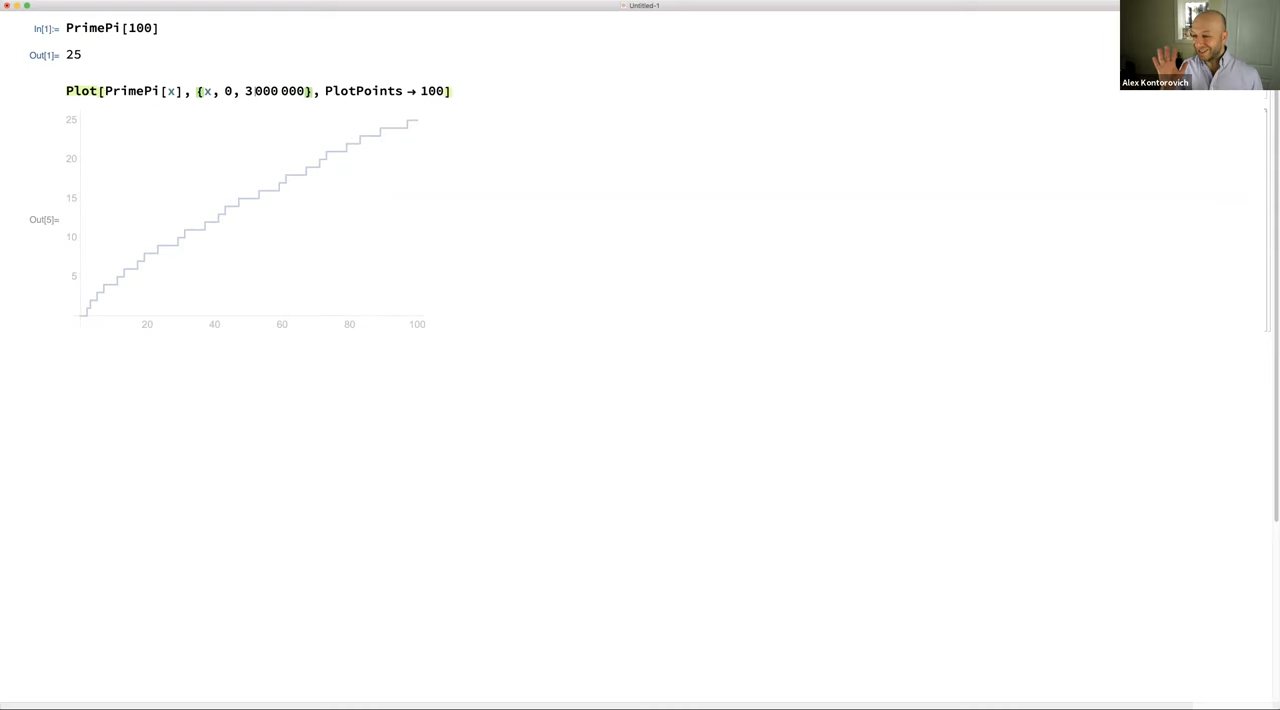 Untitled-1
In[1]:= PrimePi[100]
Out[1]= 25
Plot[PrimePi[x], {x, 0, 3000000}, PlotPoints → 100]
Alex Kontorovich
25
20
15
Out[5]=
10
5
20 40 60 80 100